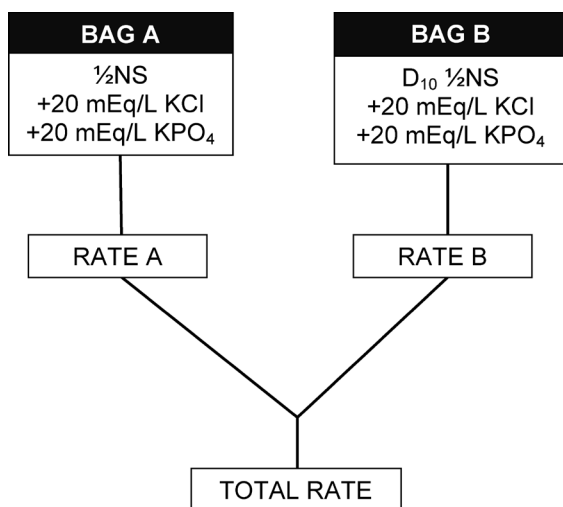 BAG A
½NS
+20 mEq/L KCl
+20 mEq/L KPO₄
BAG B
D₁₀ ½NS
+20 mEq/L KCl
+20 mEq/L KPO₄
RATE A
RATE B
TOTAL RATE